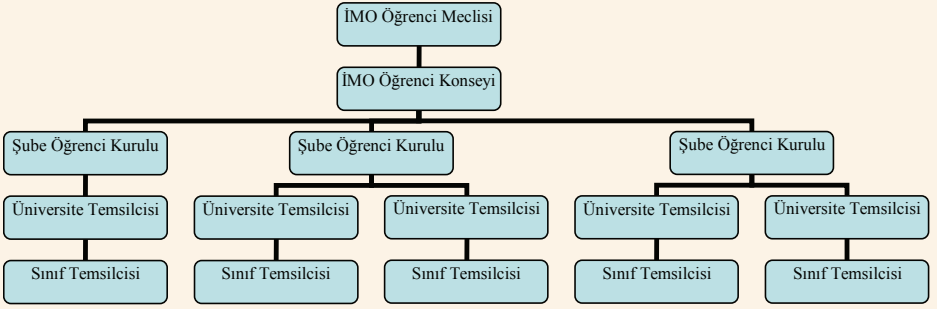 İMO Öğrenci Meclisi
İMO Öğrenci Konseyi
Şube Öğrenci Kurulu
Şube Öğrenci Kurulu
Şube Öğrenci Kurulu
Üniversite Temsilcisi
Üniversite Temsilcisi
Üniversite Temsilcisi
Üniversite Temsilcisi
Üniversite Temsilcisi
Sınıf Temsilcisi
Sınıf Temsilcisi
Sınıf Temsilcisi
Sınıf Temsilcisi
Sınıf Temsilcisi